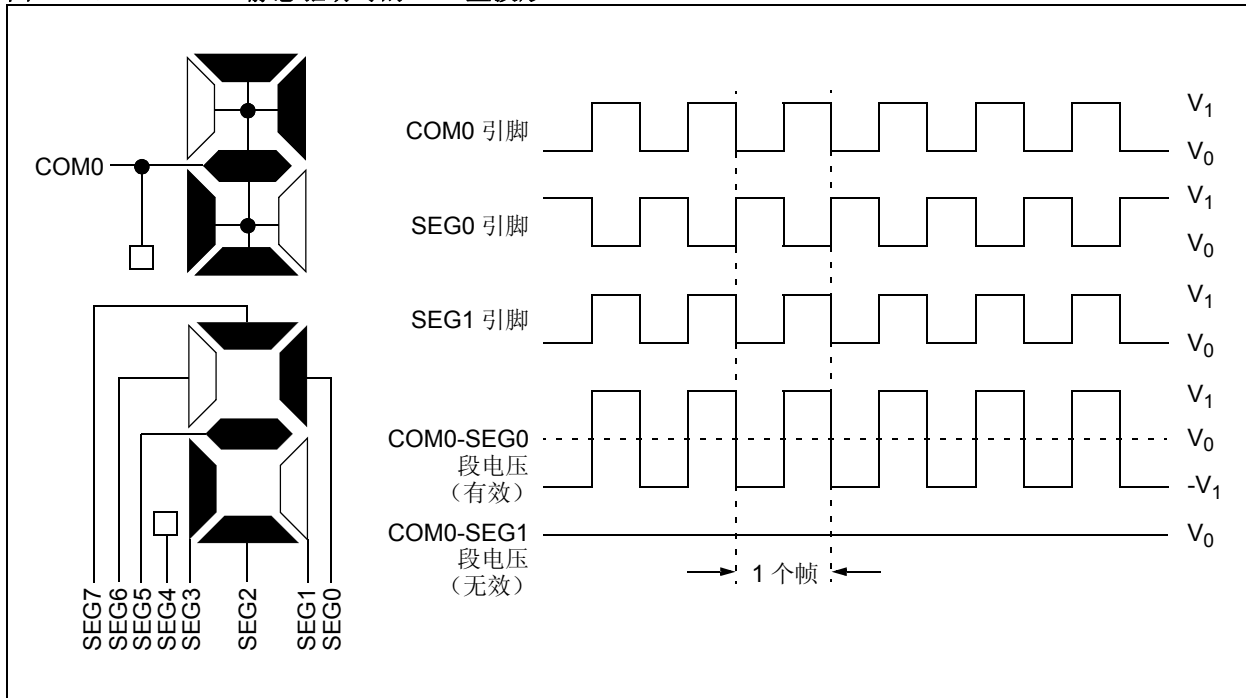 COM0
COM0 引脚
V1
V0
SEG0 引脚
V1
V0
SEG1 引脚
V1
V0
COM0-SEG0
段电压
（有效）
V1
V0
-V1
COM0-SEG1
段电压
（无效）
V0
1 个帧
SEG7
SEG6
SEG5
SEG4
SEG3
SEG2
SEG1
SEG0